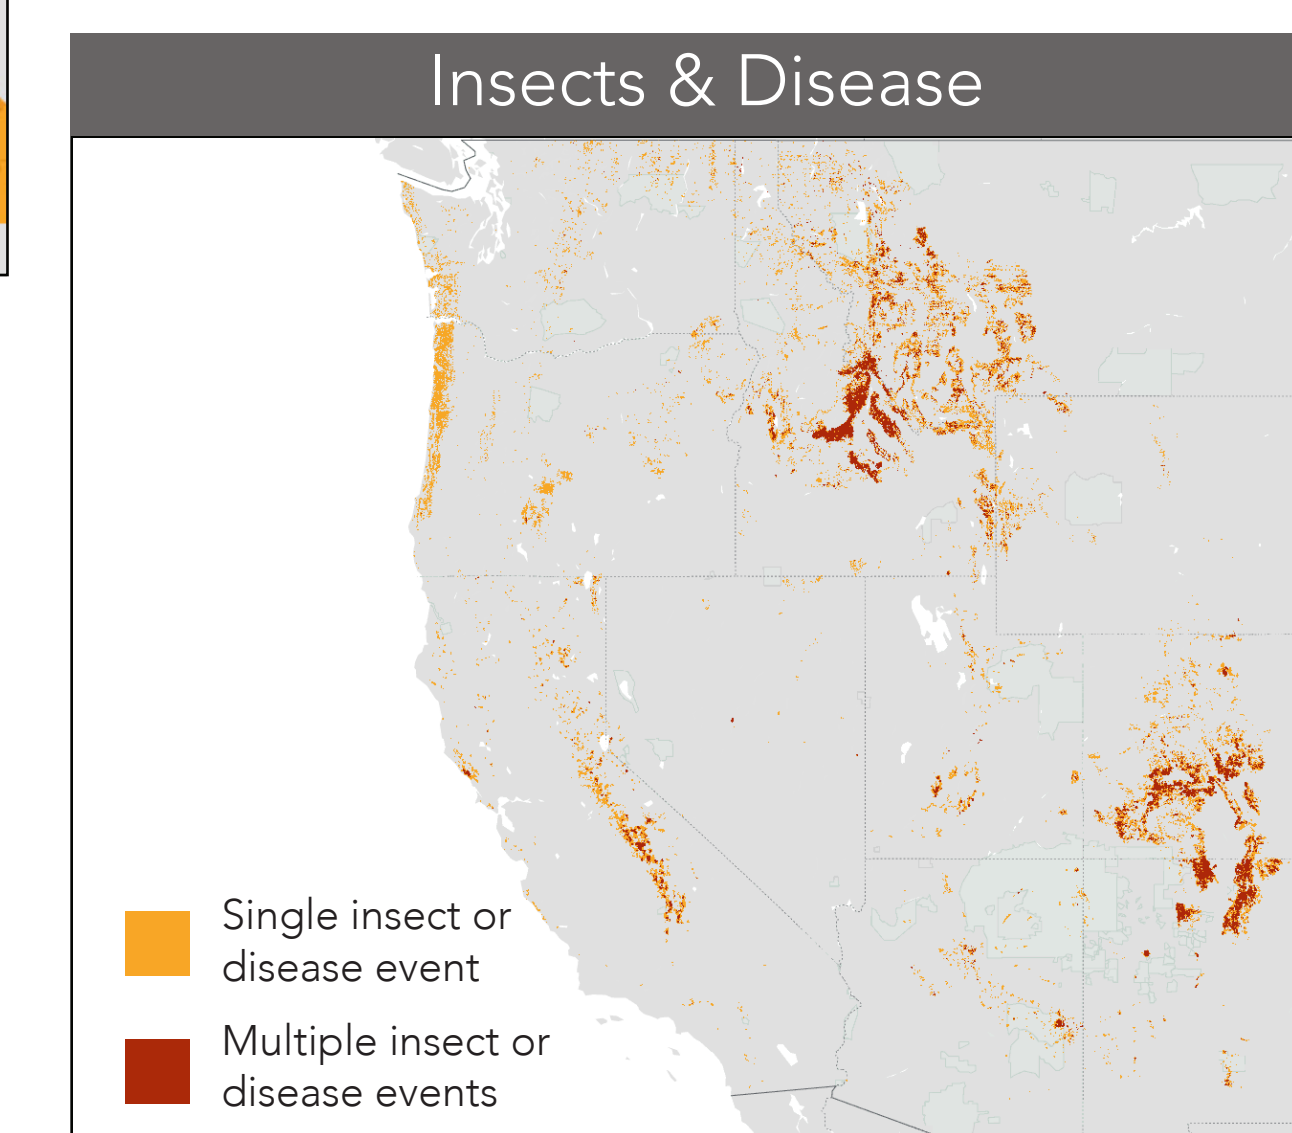 Insects & Disease
Single insect or
disease event
Multiple insect or
disease events